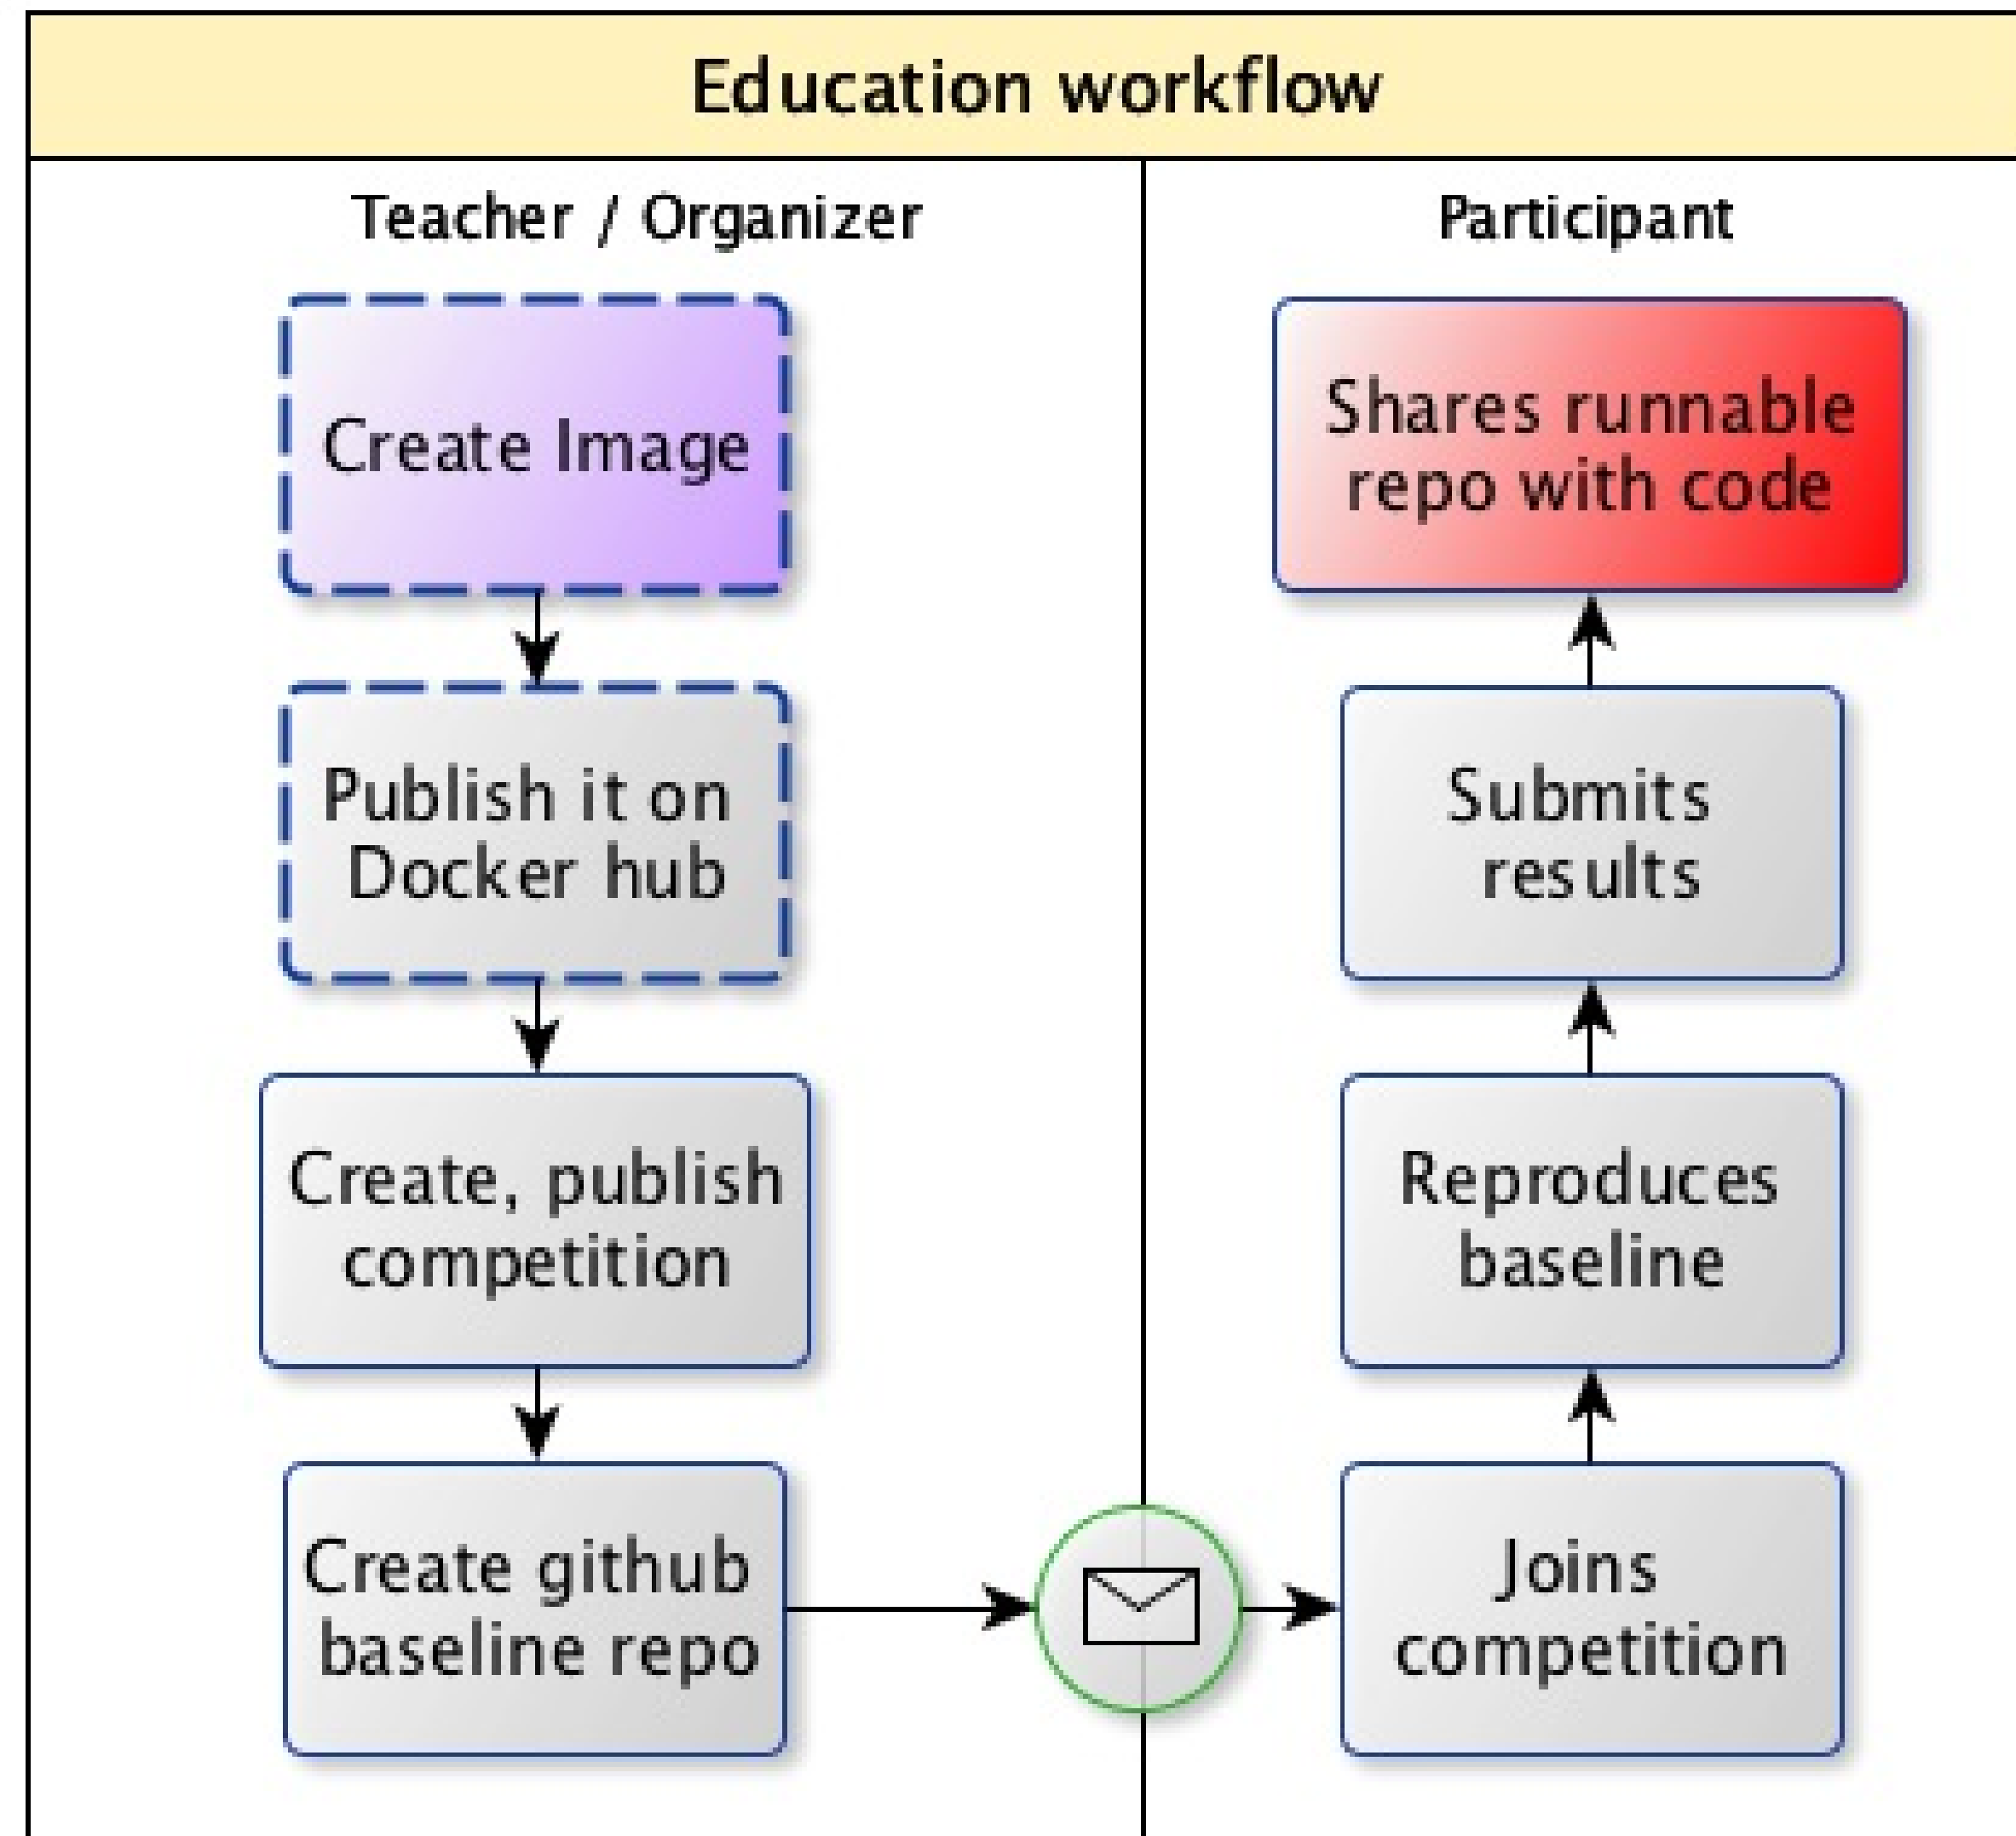 Education workflow
Teacher / Organizer
Create Image
Publish it on
Docker hub
Create, publish
competition
Create github
baseline repo
Participant
Shares runnable
repo with code
Submits
results
Reproduces
baseline
Joins
competition